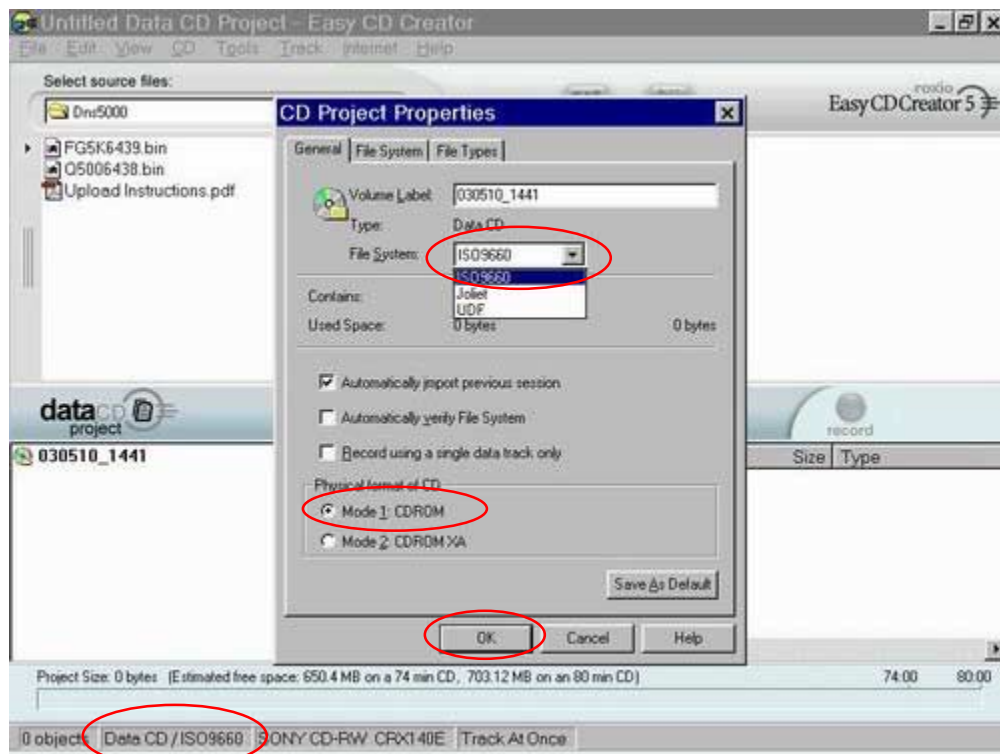 Untitled Data CD Project - Easy CD Creator
File Edit View CD Tools Track Internet Help
Select source files:
Dns5000
roxio
Easy CD Creator 5
FG5K6439.bin
Q5006438.bin
Upload Instructions.pdf
CD Project Properties
General File System File Types
Volume Label: 030510_1441
Type: Data CD
File System: ISO9660
ISO9660
Joliet
UDF
Contains:
Used Space: 0 bytes 0 bytes
Automatically import previous session
Automatically verify File System
Record using a single data track only
Physical format of CD
Mode 1: CDROM
Mode 2: CDROM XA
Save As Default
OK Cancel Help
datacD
project
record
030510_1441
Size Type
Project Size: 0 bytes (Estimated free space: 650.4 MB on a 74 min CD, 703.12 MB on an 80 min CD) 74:00 80:00
0 objects Data CD / ISO9660 SONY CD-RW CRX140E Track At Once